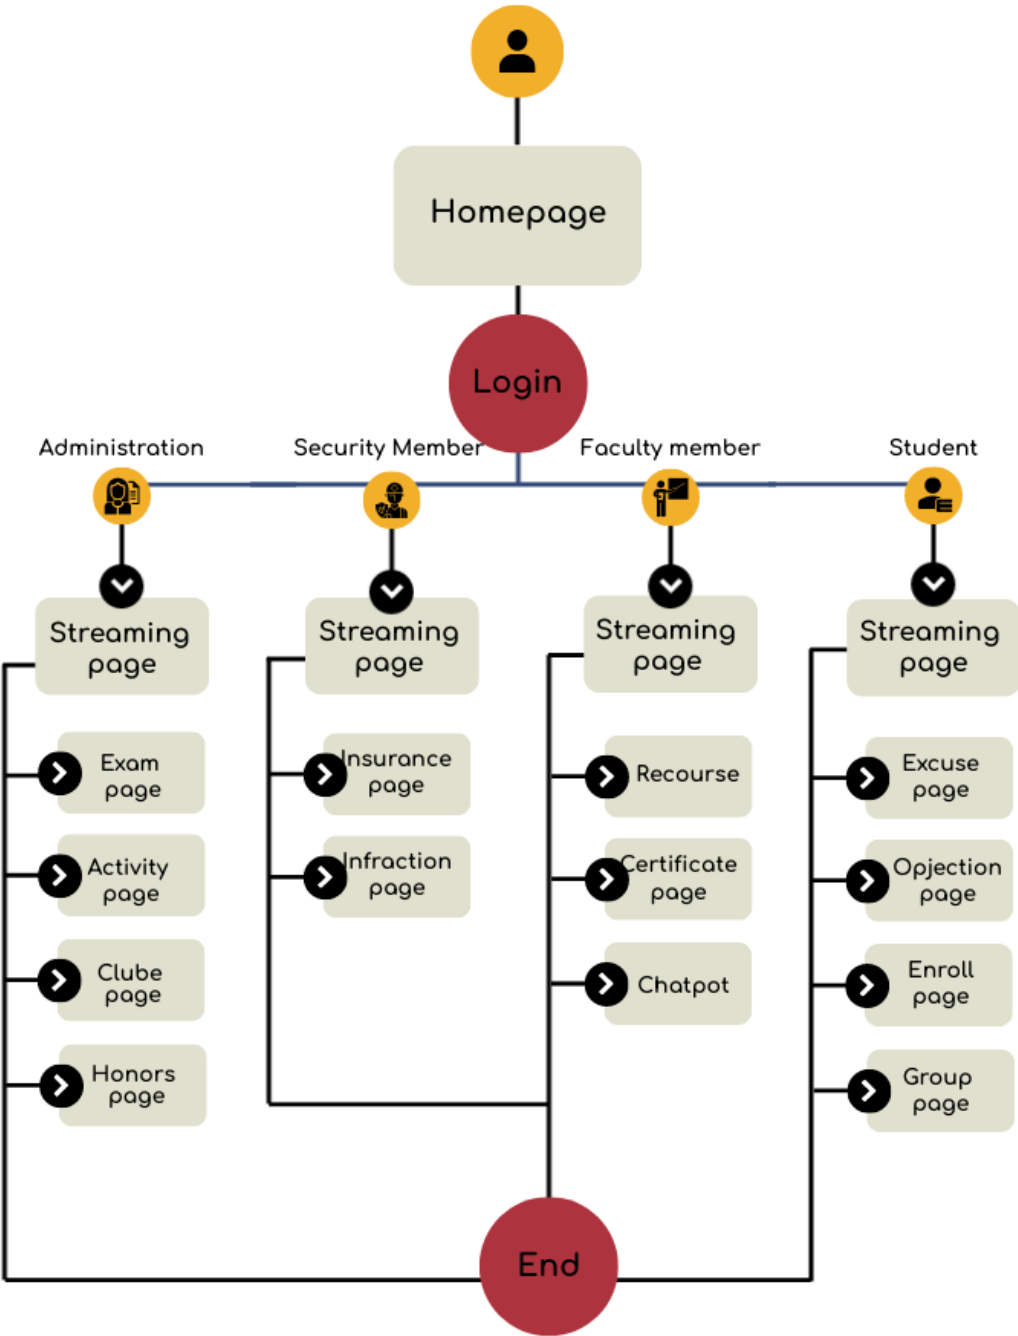 Homepage
Login
Administration
Security Member
Faculty member
Student
Streaming
page
Streaming
page
Streaming
page
Streaming
page
Exam
page
Insurance
page
Recourse
Excuse
page
Activity
page
Infraction
page
Certificate
page
Opjection
page
Clube
page
Chatpot
Enroll
page
Honors
page
Group
page
End